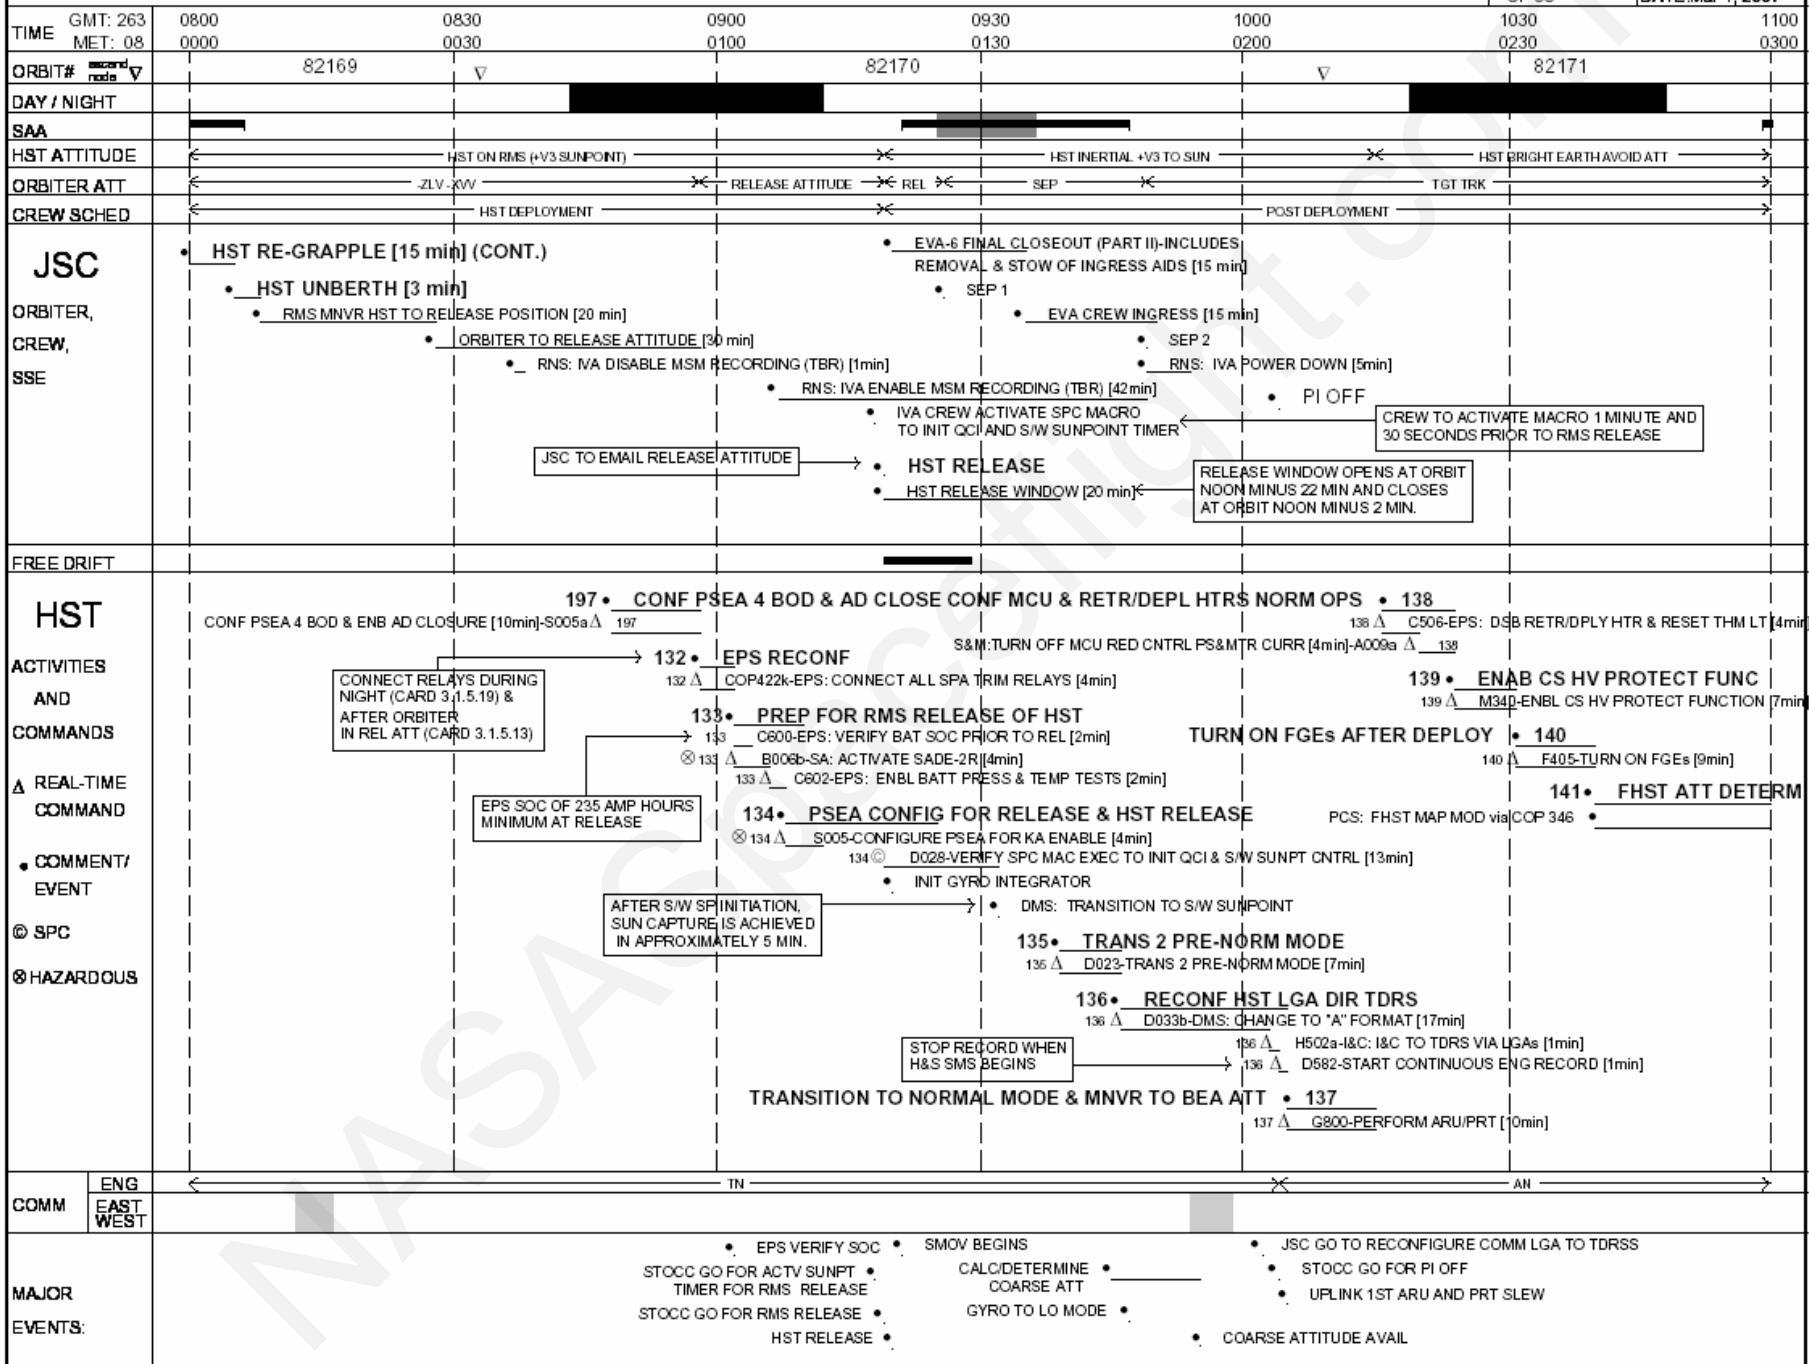 TIME GMT: 263 0800 0830 0900 0930 1000 1030 1100
MET: 08 0000 0030 0100 0130 0200 0230 0300
ORBIT# ascend node 82169 82170 82171
DAY / NIGHT
SAA
HST ATTITUDE HST ON RMS (+V3 SUNPOINT) HST INERTIAL +V3 TO SUN HST BRIGHT EARTH AVOID ATT
ORBITER ATT -ZLV -XVV RELEASE ATTITUDE REL SEP TGT TRK
CREW SCHED HST DEPLOYMENT POST DEPLOYMENT
JSC
ORBITER,
CREW,
SSE
• HST RE-GRAPPLE [15 min] (CONT.)
• HST UNBERTH [3 min]
• RMS MNVR HST TO RELEASE POSITION [20 min]
• ORBITER TO RELEASE ATTITUDE [30 min]
• RNS: IVA DISABLE MSM RECORDING (TBR) [1min]
• RNS: IVA ENABLE MSM RECORDING (TBR) [42min]
• IVA CREW ACTIVATE SPC MACRO
TO INIT QCI AND S/W SUNPOINT TIMER
JSC TO EMAIL RELEASE ATTITUDE
• HST RELEASE
• HST RELEASE WINDOW [20 min]
• EVA-6 FINAL CLOSEOUT (PART II)-INCLUDES
REMOVAL & STOW OF INGRESS AIDS [15 min]
• SEP 1
• EVA CREW INGRESS [15 min]
• SEP 2
• RNS: IVA POWER DOWN [5min]
• PI OFF
CREW TO ACTIVATE MACRO 1 MINUTE AND
30 SECONDS PRIOR TO RMS RELEASE
RELEASE WINDOW OPENS AT ORBIT
NOON MINUS 22 MIN AND CLOSES
AT ORBIT NOON MINUS 2 MIN.
FREE DRIFT
HST
ACTIVITIES
AND
COMMANDS
Δ REAL-TIME
COMMAND
• COMMENT/
EVENT
© SPC
⊗ HAZARDOUS
197 • CONF PSEA 4 BOD & AD CLOSE CONF MCU & RETR/DEPL HTRS NORM OPS • 138
CONF PSEA 4 BOD & ENB AD CLOSURE [10min]-S005a Δ 197
138 Δ C506-EPS: DSB RETR/DPLY HTR & RESET THM LT [4min
S&M:TURN OFF MCU RED CNTRL PS&MTR CURR [4min]-A009a Δ 138
132 • EPS RECONF
132 Δ COP422k-EPS: CONNECT ALL SPA TRIM RELAYS [4min]
CONNECT RELAYS DURING
NIGHT (CARD 3.1.5.19) &
AFTER ORBITER
IN REL ATT (CARD 3.1.5.13)
139 • ENAB CS HV PROTECT FUNC
139 Δ M340-ENBL CS HV PROTECT FUNCTION [7min]
133 • PREP FOR RMS RELEASE OF HST
133 C600-EPS: VERIFY BAT SOC PRIOR TO REL [2min]
⊗ 133 Δ B006b-SA: ACTIVATE SADE-2R [4min]
133 Δ C602-EPS: ENBL BATT PRESS & TEMP TESTS [2min]
TURN ON FGEs AFTER DEPLOY • 140
140 Δ F405-TURN ON FGEs [9min]
141 • FHST ATT DETERM
PCS: FHST MAP MOD via COP 346 •
EPS SOC OF 235 AMP HOURS
MINIMUM AT RELEASE
134 • PSEA CONFIG FOR RELEASE & HST RELEASE
⊗ 134 Δ S005-CONFIGURE PSEA FOR KA ENABLE [4min]
134 © D028-VERIFY SPC MAC EXEC TO INIT QCI & S/W SUNPT CNTRL [13min]
• INIT GYRO INTEGRATOR
AFTER S/W SP INITIATION,
SUN CAPTURE IS ACHIEVED
IN APPROXIMATELY 5 MIN.
• DMS: TRANSITION TO S/W SUNPOINT
135 • TRANS 2 PRE-NORM MODE
135 Δ D023-TRANS 2 PRE-NORM MODE [7min]
136 • RECONF HST LGA DIR TDRS
136 Δ D033b-DMS: CHANGE TO "A" FORMAT [17min]
136 Δ H502a-I&C: I&C TO TDRS VIA LGAs [1min]
STOP RECORD WHEN
H&S SMS BEGINS
136 Δ D582-START CONTINUOUS ENG RECORD [1min]
TRANSITION TO NORMAL MODE & MNVR TO BEA ATT • 137
137 Δ G800-PERFORM ARU/PRT [10min]
COMM ENG TN AN
EAST
WEST
MAJOR
EVENTS:
• EPS VERIFY SOC
STOCC GO FOR ACTV SUNPT •
TIMER FOR RMS RELEASE
STOCC GO FOR RMS RELEASE •
HST RELEASE •
• SMOV BEGINS
CALC/DETERMINE •
COARSE ATT
GYRO TO LO MODE •
• COARSE ATTITUDE AVAIL
• JSC GO TO RECONFIGURE COMM LGA TO TDRSS
• STOCC GO FOR PI OFF
• UPLINK 1ST ARU AND PRT SLEW
NASASpaceflight.com